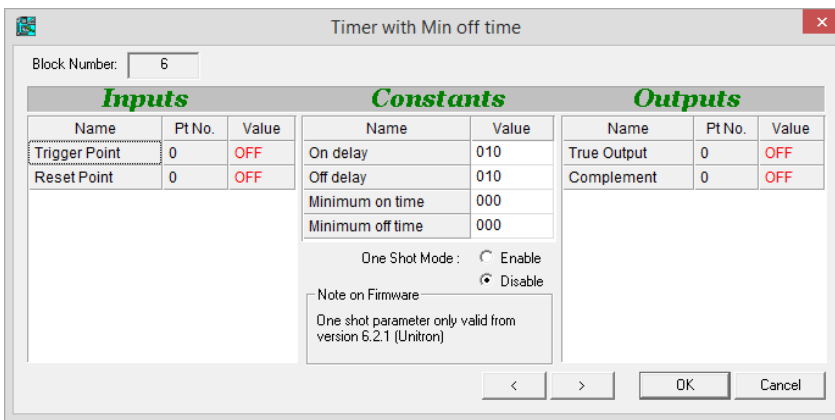 Timer with Min off time
Block Number: 6
Inputs Constants Outputs
Name Pt No. Value Name Value Name Pt No. Value
Trigger Point 0 OFF On delay 010 True Output 0 OFF
Reset Point 0 OFF Off delay 010 Complement 0 OFF
Minimum on time 000
Minimum off time 000
One Shot Mode : Enable
Disable
Note on Firmware
One shot parameter only valid from
version 6.2.1 (Unitron)
< > OK Cancel